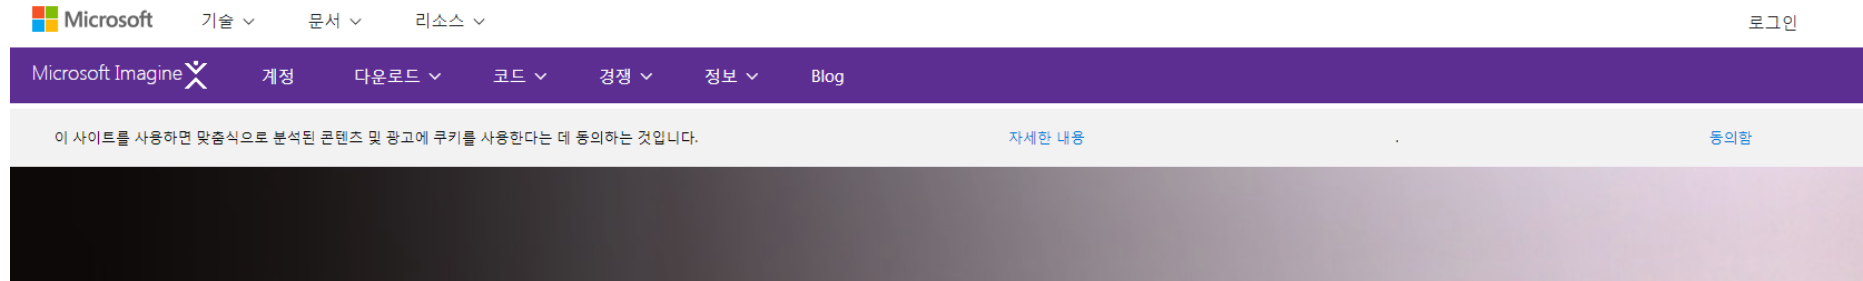 Microsoft 기술 문서 리소스 로그인
Microsoft Imagine 계정 다운로드 코드 경쟁 정보 Blog
이 사이트를 사용하면 맞춤식으로 분석된 콘텐츠 및 광고에 쿠키를 사용한다는 데 동의하는 것입니다. 자세한 내용 . 동의함